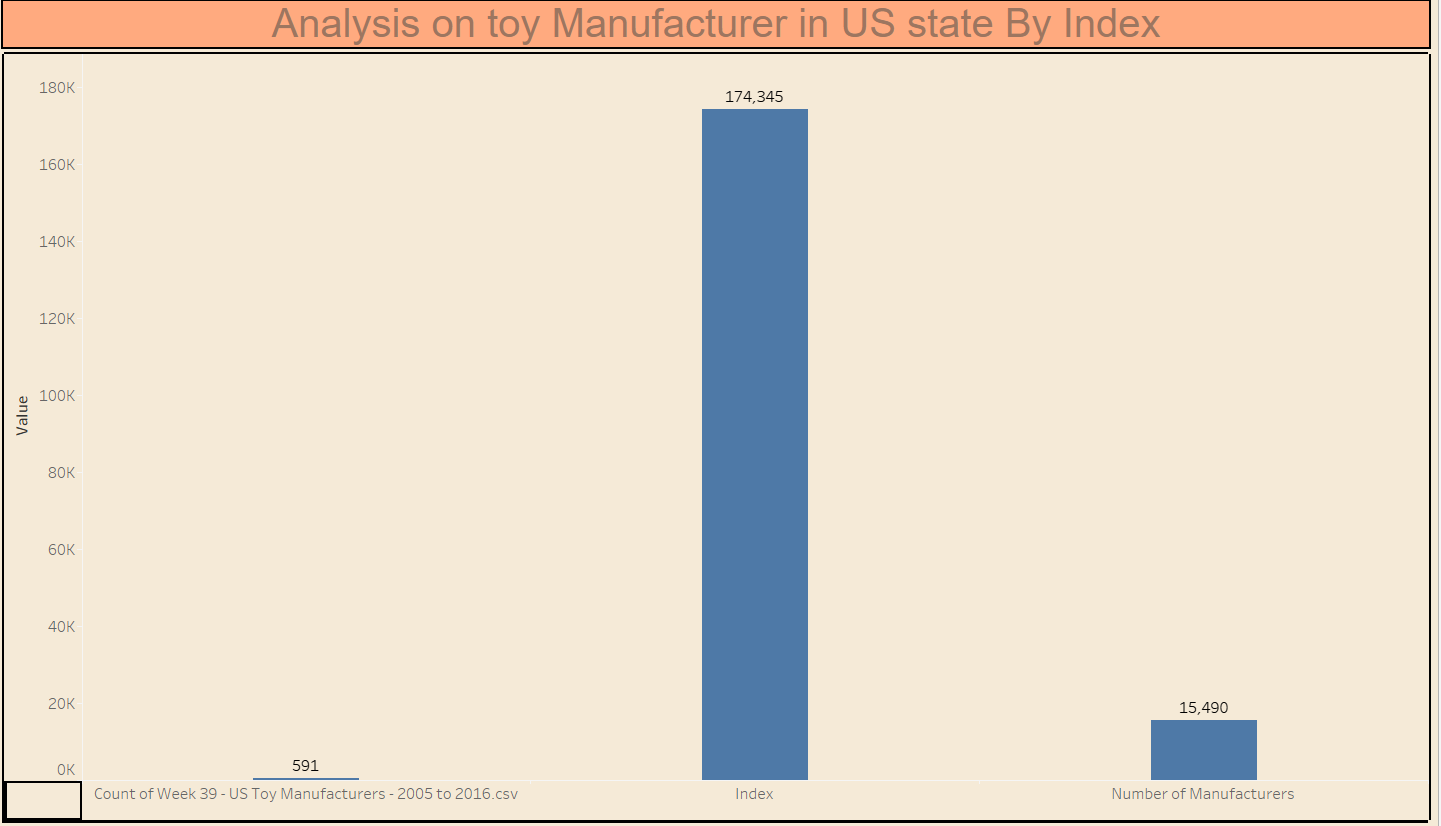 Analysis on toy Manufacturer in US state By Index
180K
174,345
160K
140K
120K
100K
Value
80K
60K
40K
20K
15,490
591
0K
Count of Week 39 - US Toy Manufacturers - 2005 to 2016.csv
Index
Number of Manufacturers